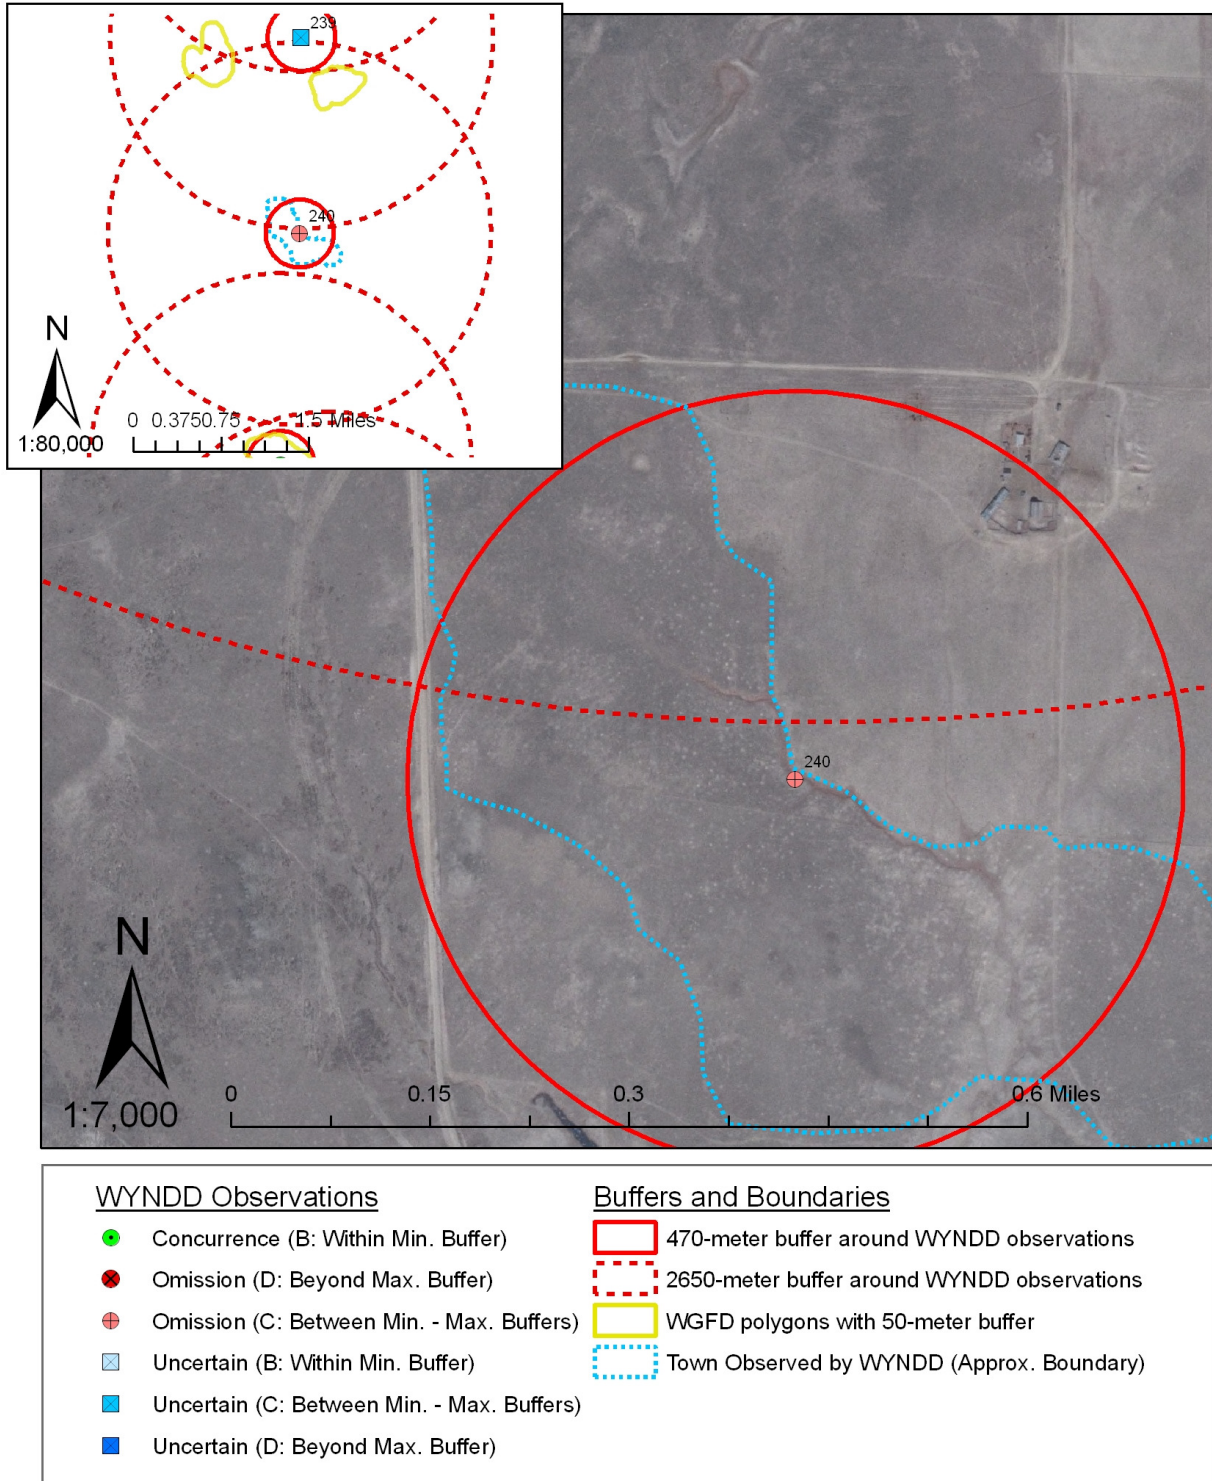 239
240
N
1:80,000
0 0.3750.75 1.5 Miles
240
N
1:7,000
0 0.15 0.3 0.6 Miles
WYNDD Observations
Concurrence (B: Within Min. Buffer)
Omission (D: Beyond Max. Buffer)
Omission (C: Between Min. - Max. Buffers)
Uncertain (B: Within Min. Buffer)
Uncertain (C: Between Min. - Max. Buffers)
Uncertain (D: Beyond Max. Buffer)
Buffers and Boundaries
470-meter buffer around WYNDD observations
2650-meter buffer around WYNDD observations
WGFD polygons with 50-meter buffer
Town Observed by WYNDD (Approx. Boundary)